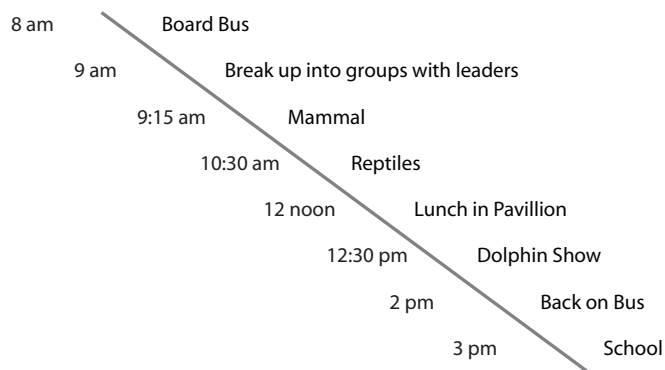 8 am Board Bus
9 am Break up into groups with leaders
9:15 am Mammal
10:30 am Reptiles
12 noon Lunch in Pavillion
12:30 pm Dolphin Show
2 pm Back on Bus
3 pm School